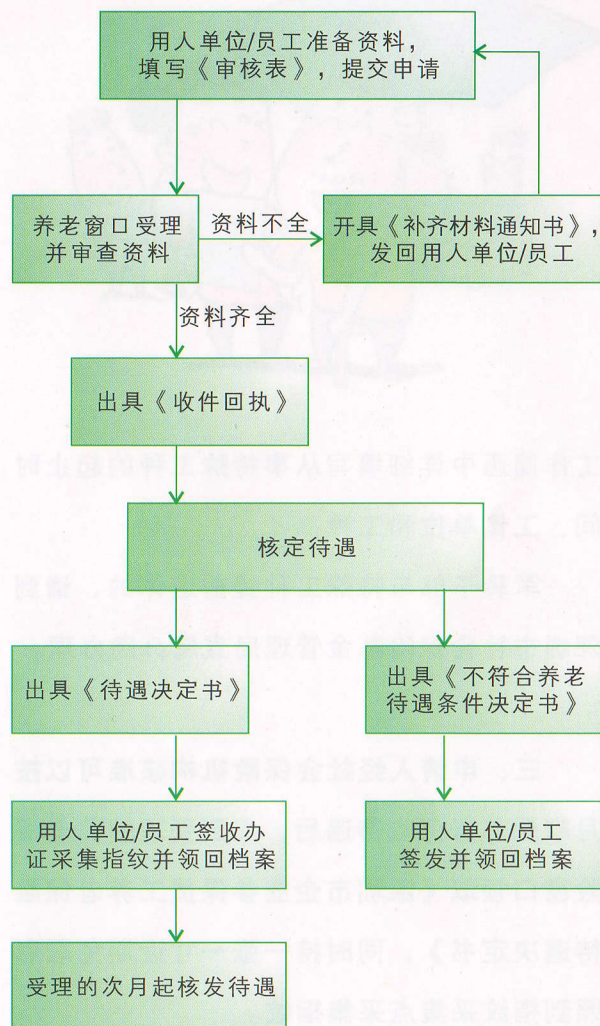 用人单位/员工准备资料，
填写《审核表》，提交申请
养老窗口受理
并审查资料
资料不全
开具《补齐材料通知书》，
发回用人单位/员工
资料齐全
出具《收件回执》
核定待遇
出具《待遇决定书》
出具《不符合养老
待遇条件决定书》
用人单位/员工签收办
证采集指纹并领回档案
用人单位/员工
签发并领回档案
受理的次月起核发待遇